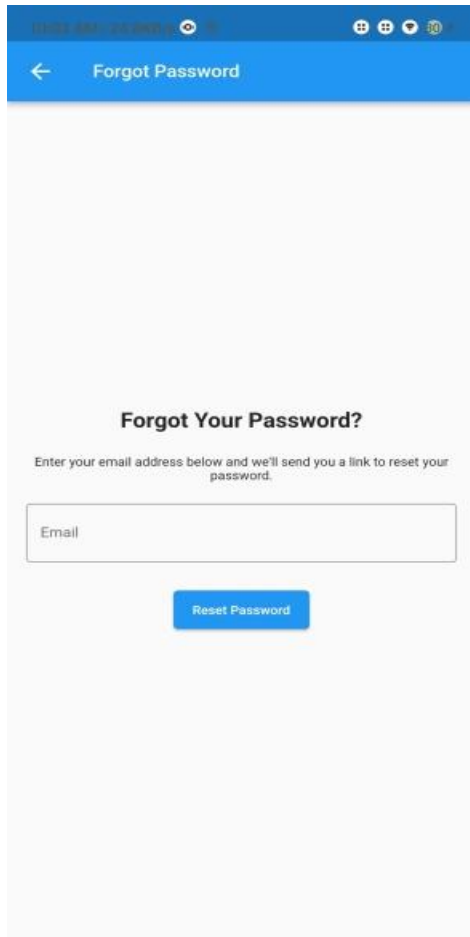 Forgot Password
Forgot Your Password?
Enter your email address below and we'll send you a link to reset your
password.
Email
Reset Password